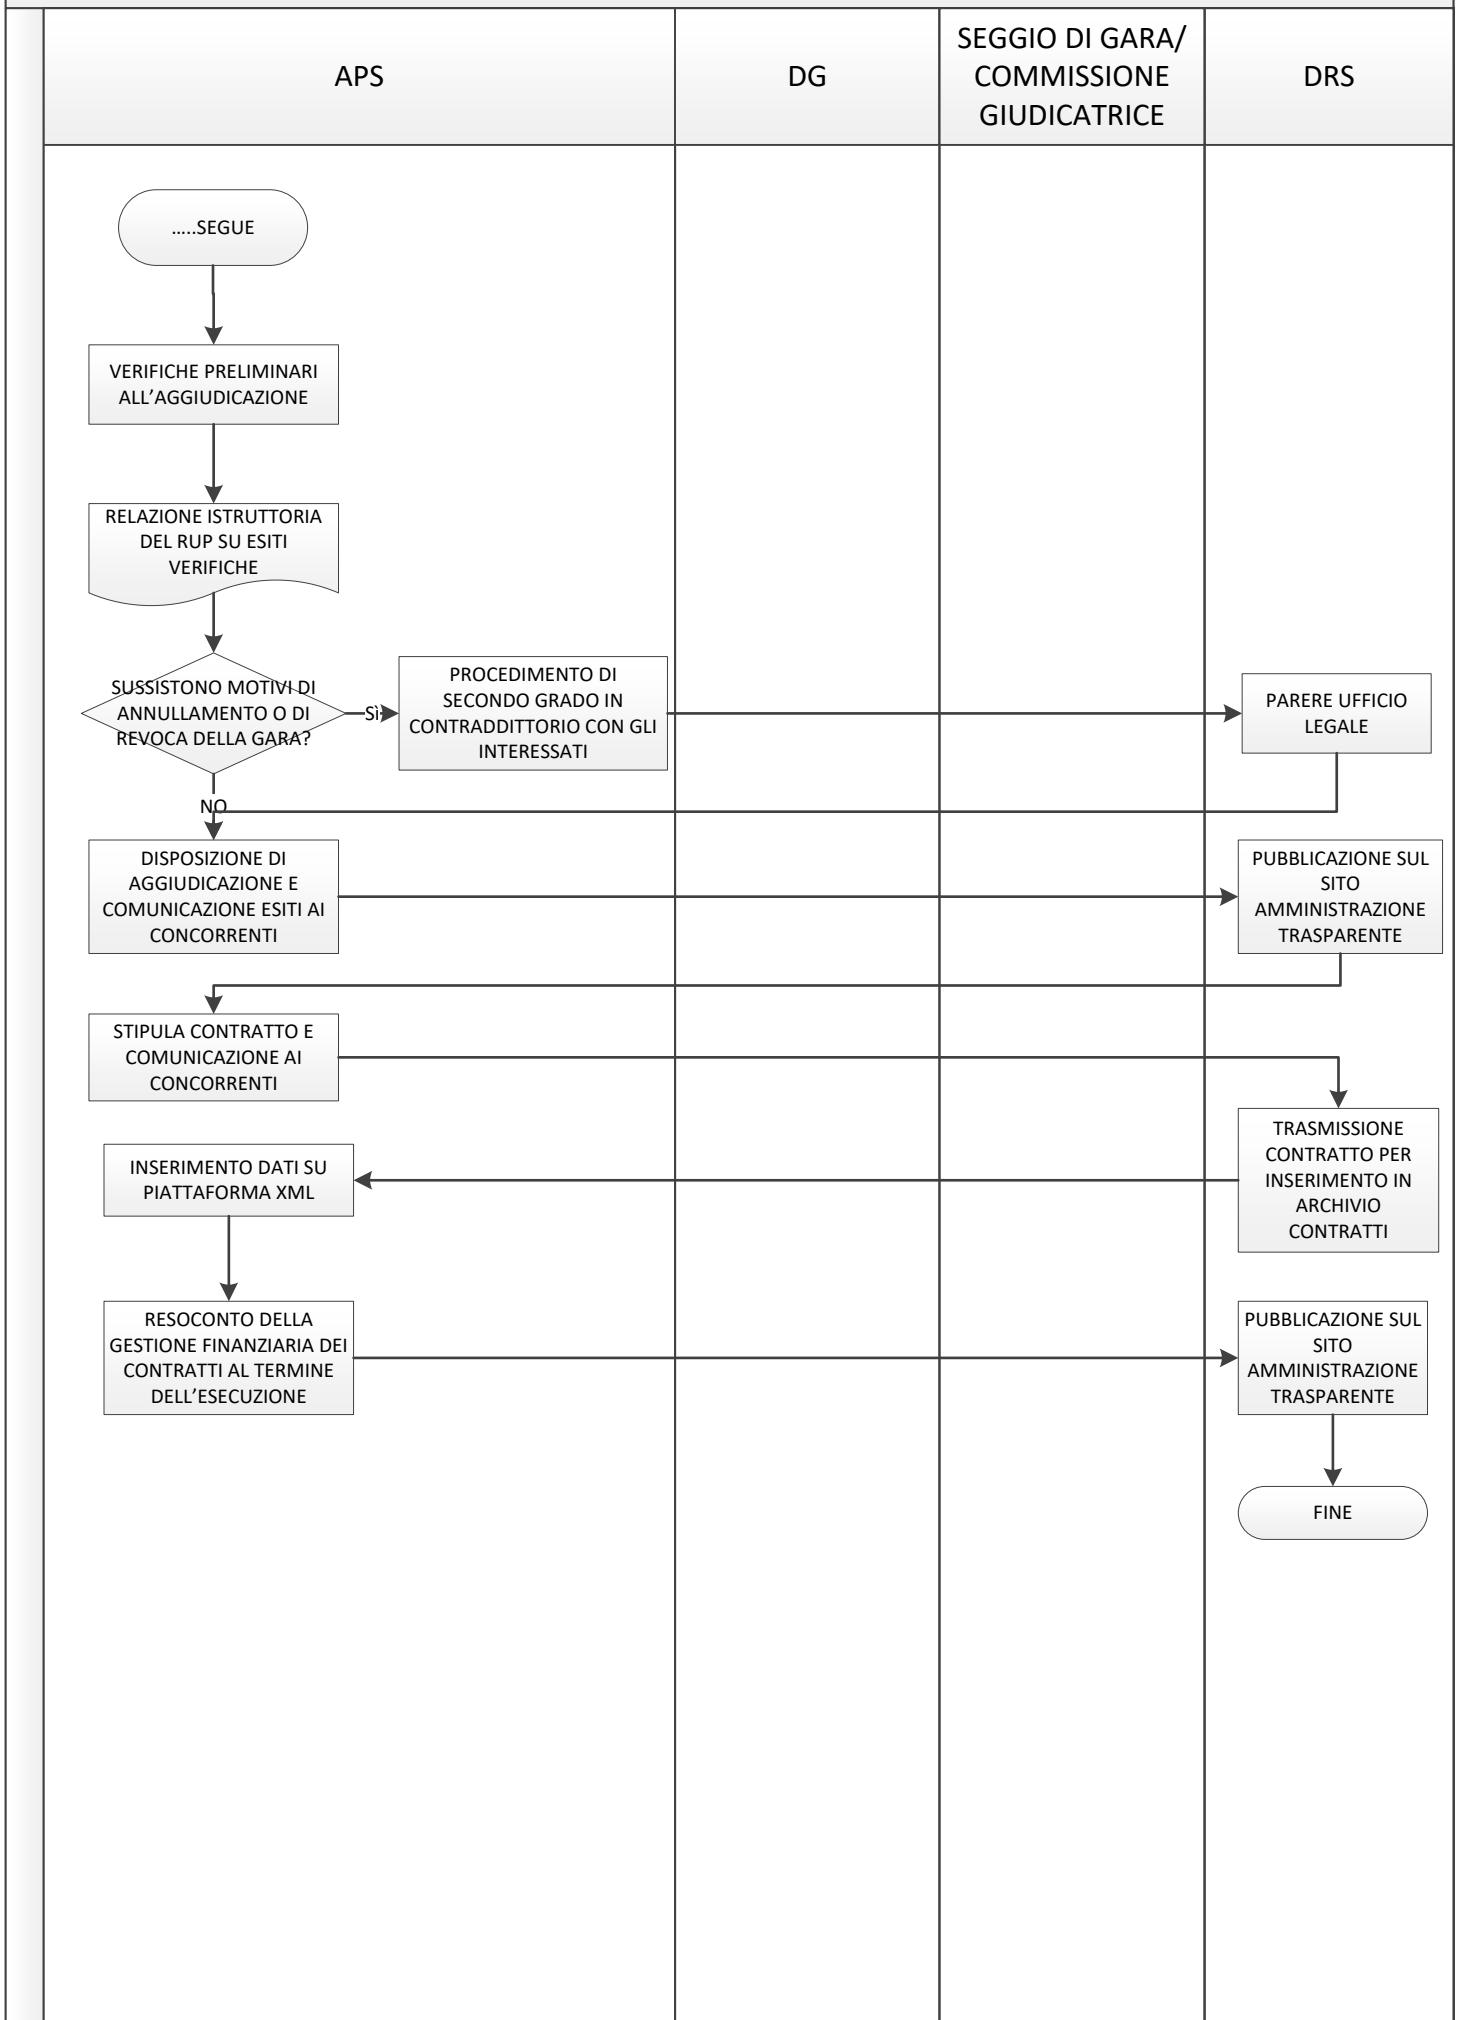 APS
DG
SEGGIO DI GARA/
COMMISSIONE
GIUDICATRICE
DRS
.....SEGUE
VERIFICHE PRELIMINARI
ALL’AGGIUDICAZIONE
RELAZIONE ISTRUTTORIA
DEL RUP SU ESITI
VERIFICHE
SUSSISTONO MOTIVI DI
ANNULLAMENTO O DI
REVOCA DELLA GARA?
Sì
PROCEDIMENTO DI
SECONDO GRADO IN
CONTRADDITTORIO CON GLI
INTERESSATI
PARERE UFFICIO
LEGALE
NO
DISPOSIZIONE DI
AGGIUDICAZIONE E
COMUNICAZIONE ESITI AI
CONCORRENTI
PUBBLICAZIONE SUL
SITO
AMMINISTRAZIONE
TRASPARENTE
STIPULA CONTRATTO E
COMUNICAZIONE AI
CONCORRENTI
TRASMISSIONE
CONTRATTO PER
INSERIMENTO IN
ARCHIVIO
CONTRATTI
INSERIMENTO DATI SU
PIATTAFORMA XML
RESOCONTO DELLA
GESTIONE FINANZIARIA DEI
CONTRATTI AL TERMINE
DELL’ESECUZIONE
PUBBLICAZIONE SUL
SITO
AMMINISTRAZIONE
TRASPARENTE
FINE